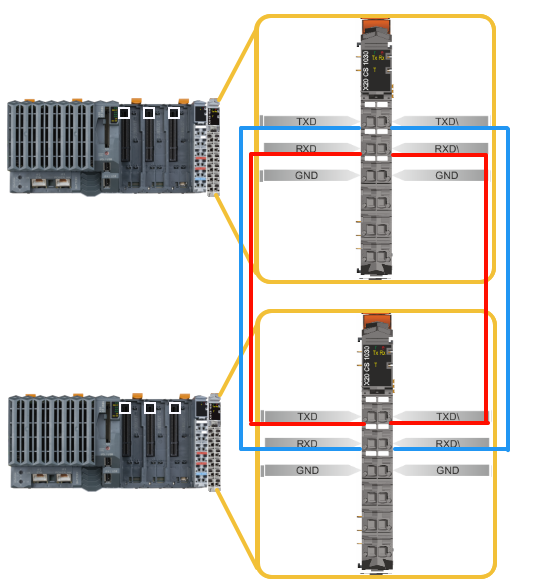 Tx Rx
T
X20 CS 1030
TXD
TXD\
RXD
RXD\
GND
GND
Tx Rx
T
X20 CS 1030
TXD
TXD\
RXD
RXD\
GND
GND